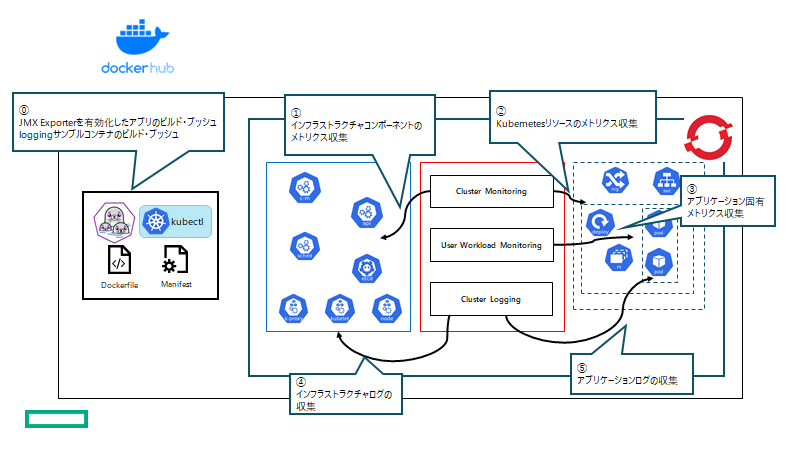 dockerhub
⓪
JMX Exporterを有効化したアプリのビルド・プッシュ
loggingサンプルコンテナのビルド・プッシュ
①
インフラストラクチャコンポーネントの
メトリクス収集
②
Kubernetesリソースのメトリクス収集
③
アプリケーション固有
メトリクス収集
kubectl
Dockerfile
Manifest
c-m
api
sched
etcd
k-proxy
kubelet
node
Cluster Monitoring
User Workload Monitoring
Cluster Logging
ing
svc
deploy
pod
rs
pod
④
インフラストラクチャログの
収集
⑤
アプリケーションログの収集